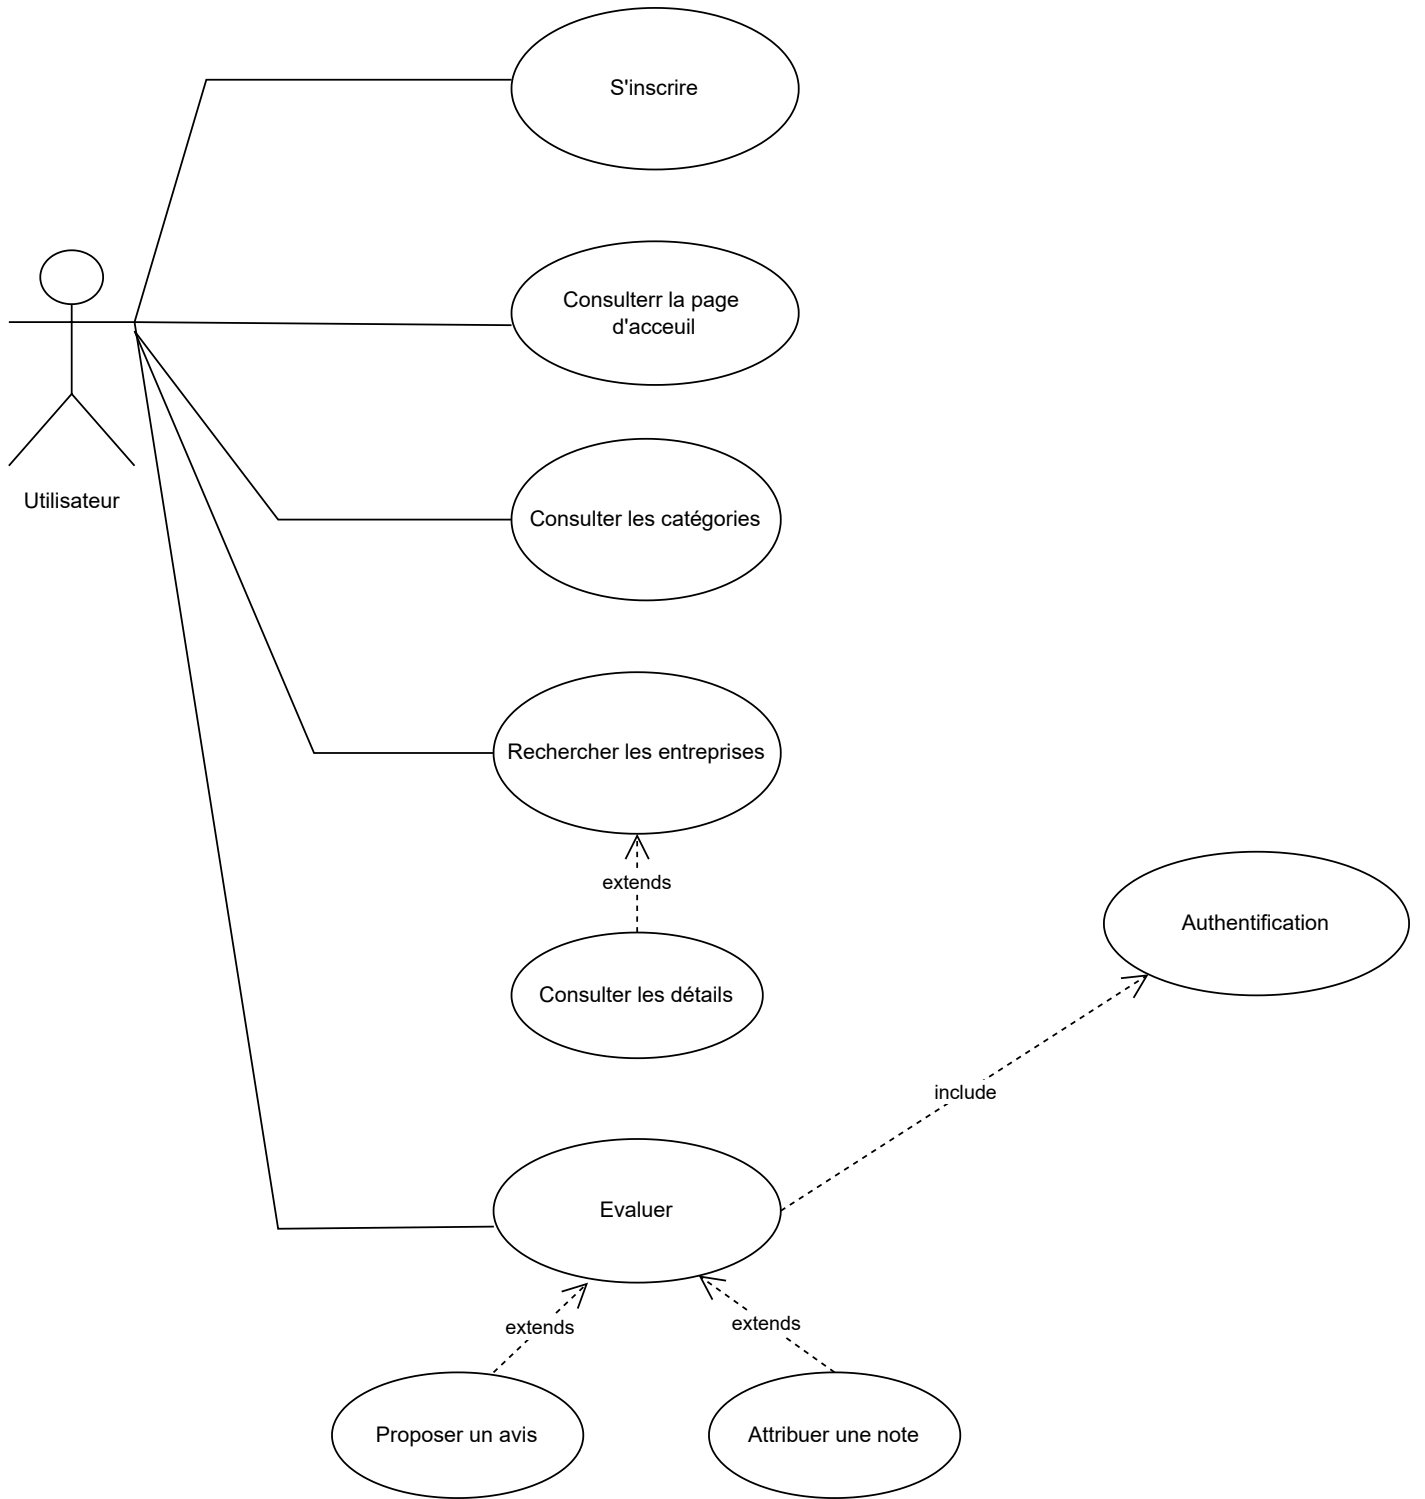 S'inscrire
Consulterr la page
d'acceuil
Utilisateur
Consulter les catégories
Rechercher les entreprises
extends
Authentification
Consulter les détails
include
Evaluer
extends
extends
Proposer un avis
Attribuer une note